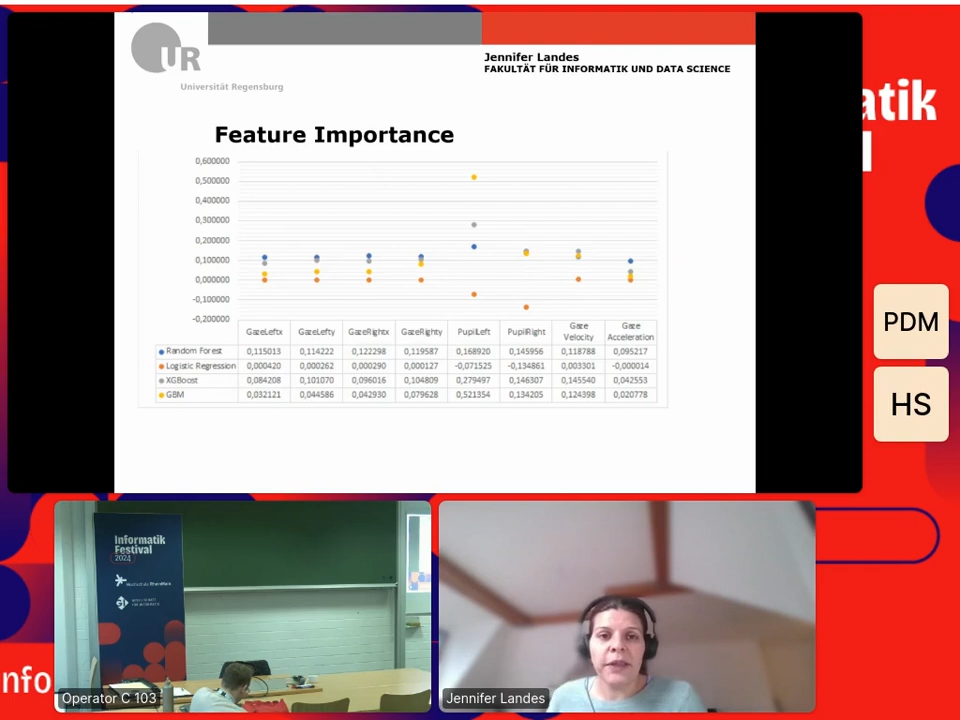 UR
Universität Regensburg
Jennifer Landes
FAKULTÄT FÜR INFORMATIK UND DATA SCIENCE
atik
Feature Importance
0,600000
0,500000
0,400000
0,300000
0,200000
0,100000
0,000000
-0,100000
-0,200000
GazeLeftx GazeLefty GazeRightx GazeRighty PupilLeft PupilRight Gaze Velocity Gaze Acceleration
Random Forest 0,115013 0,114222 0,122298 0,119587 0,168920 0,145956 0,118788 0,095217
Logistic Regression 0,000420 0,000262 0,000290 0,000127 -0,071525 -0,134861 0,003301 -0,000014
XGBoost 0,084208 0,101070 0,096016 0,104809 0,279497 0,146307 0,145540 0,042553
GBM 0,032121 0,044586 0,042930 0,079628 0,521354 0,134205 0,124398 0,020778
PDM
HS
Informatik
Festival
2024
Hochschule RheinMain
nfo
Operator C 103
Jennifer Landes